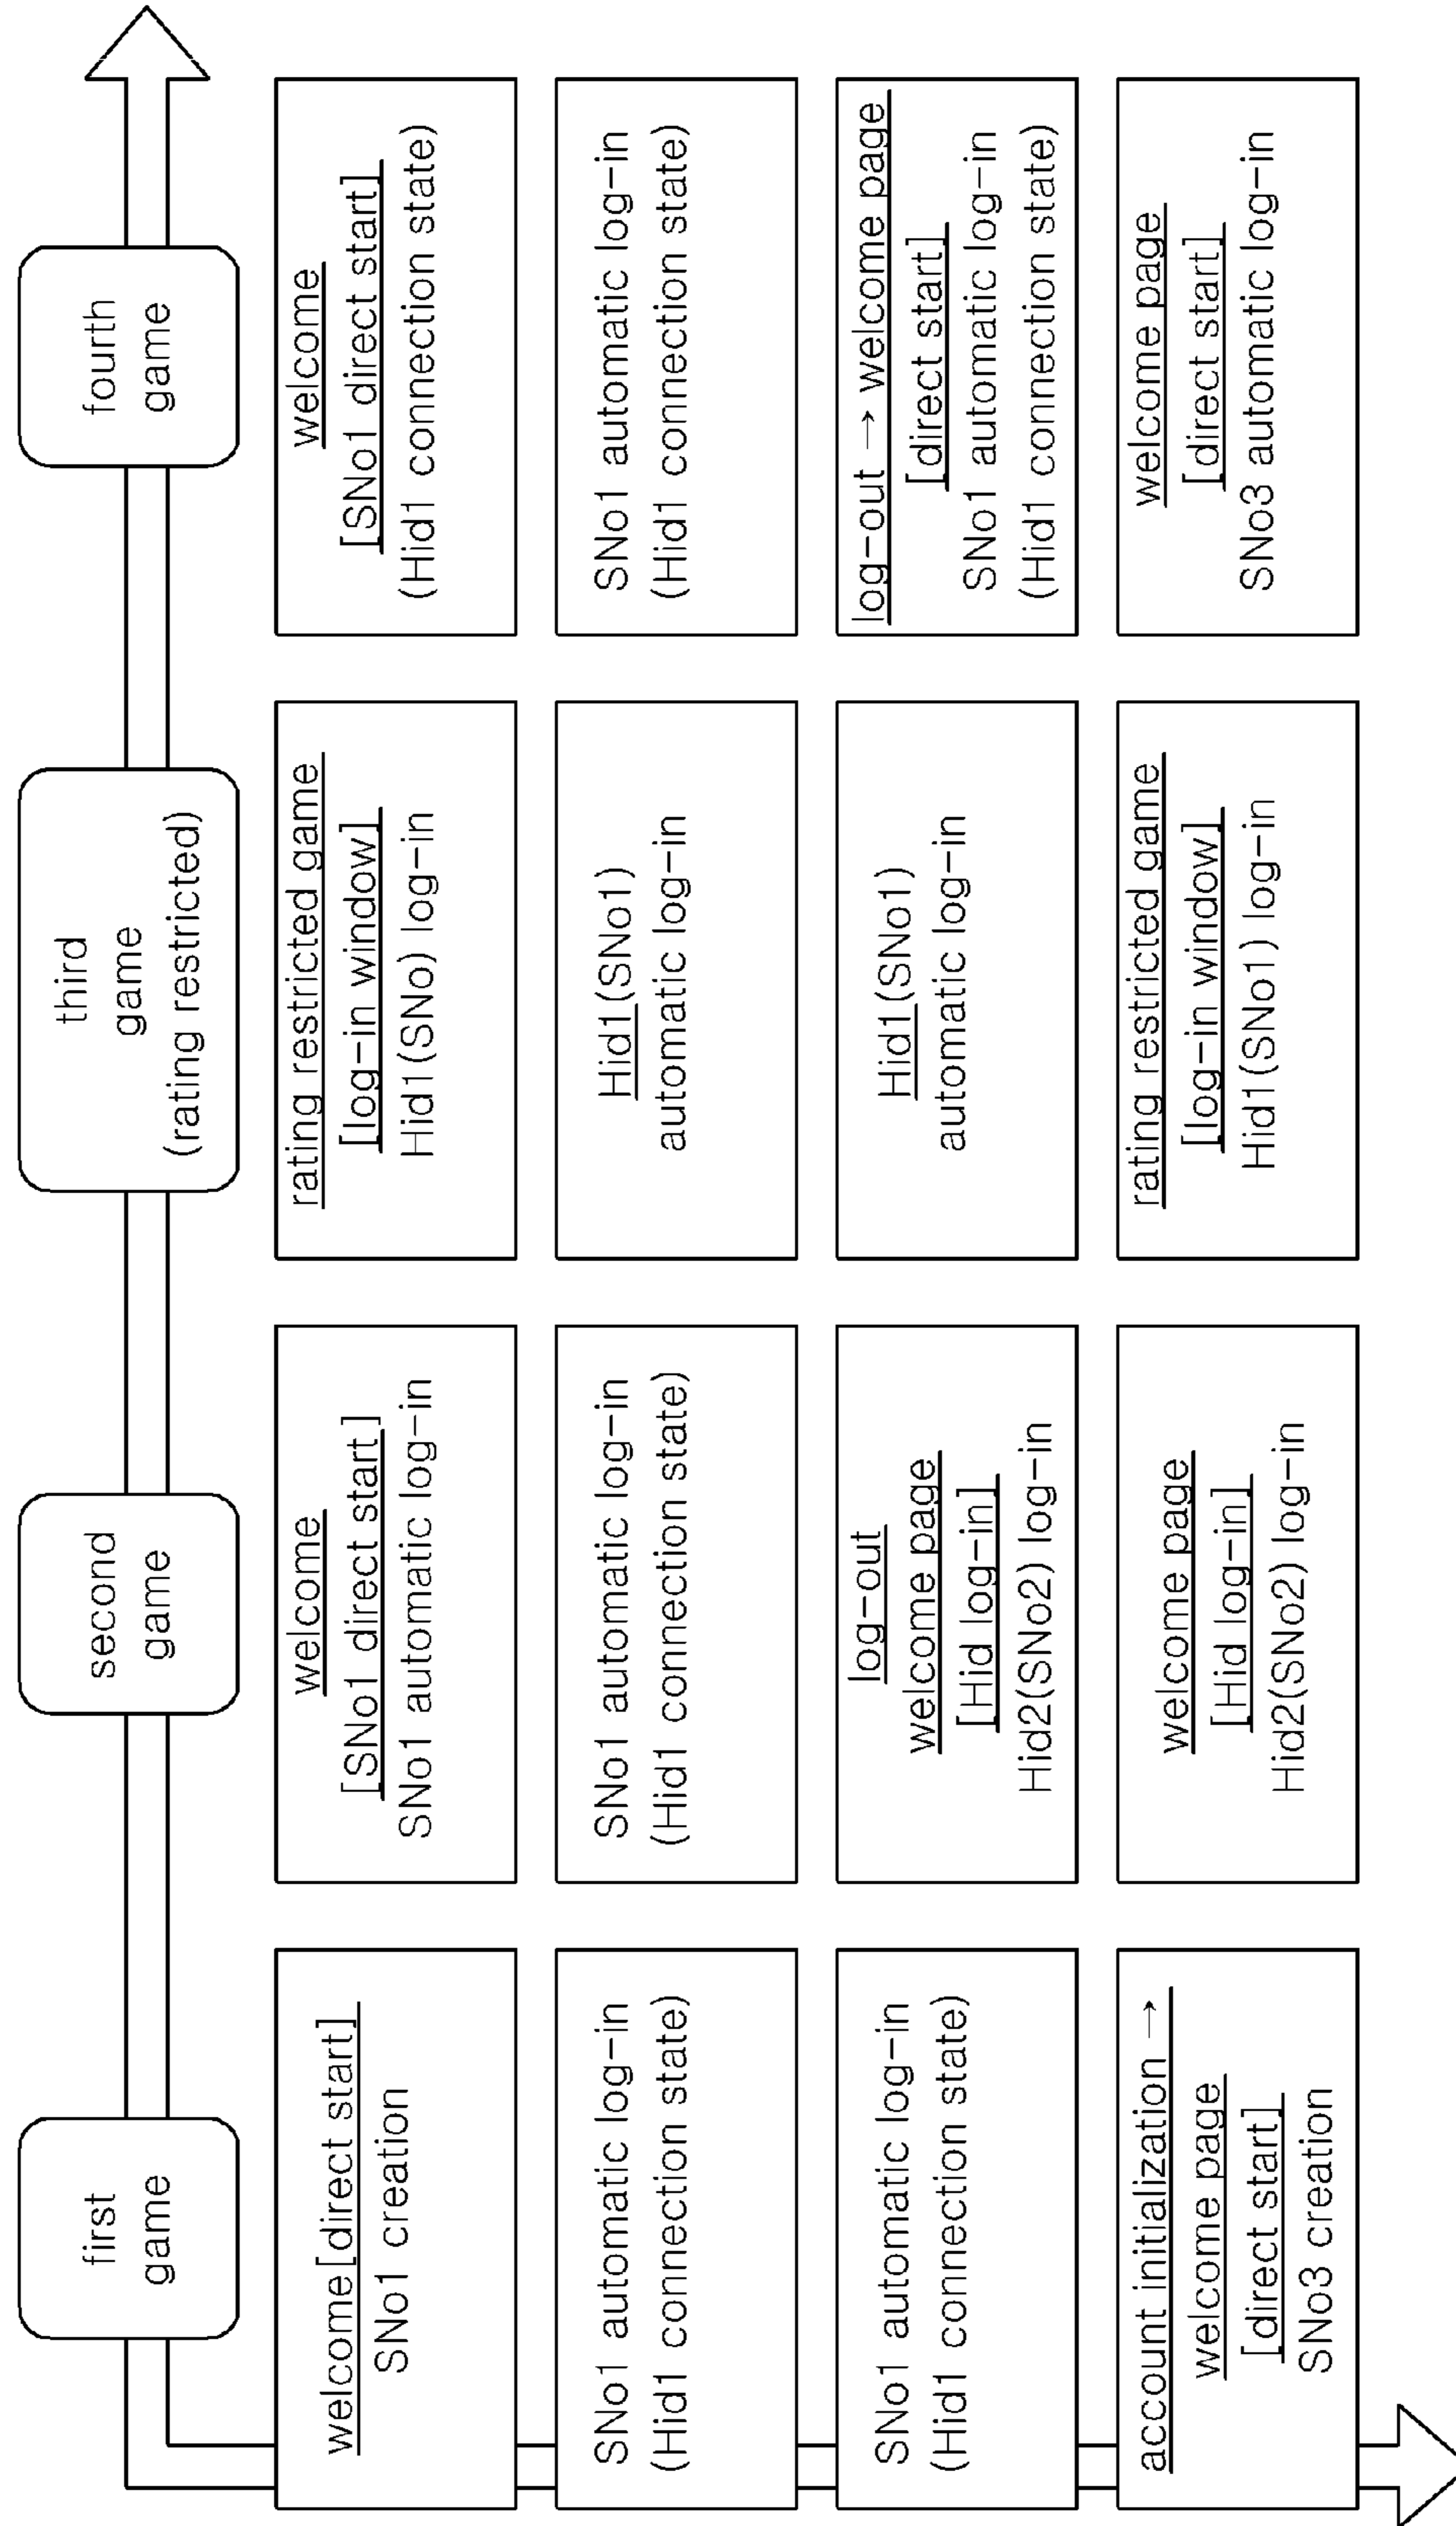 first
game
second
game
third
game
(rating restricted)
fourth
game
welcome[direct start]
SNo1 creation
welcome
[SNo1 direct start]
SNo1 automatic log-in
rating restricted game
[log-in window]
Hid1(SNo) log-in
welcome
[SNo1 direct start]
(Hid1 connection state)
SNo1 automatic log-in
(Hid1 connection state)
SNo1 automatic log-in
(Hid1 connection state)
Hid1(SNo1)
automatic log-in
SNo1 automatic log-in
(Hid1 connection state)
SNo1 automatic log-in
(Hid1 connection state)
log-out
welcome page
[Hid log-in]
Hid2(SNo2) log-in
Hid1(SNo1)
automatic log-in
log-out → welcome page
[direct start]
SNo1 automatic log-in
(Hid1 connection state)
account initialization →
welcome page
[direct start]
SNo3 creation
welcome page
[Hid log-in]
Hid2(SNo2) log-in
rating restricted game
[log-in window]
Hid1(SNo1) log-in
welcome page
[direct start]
SNo3 automatic log-in